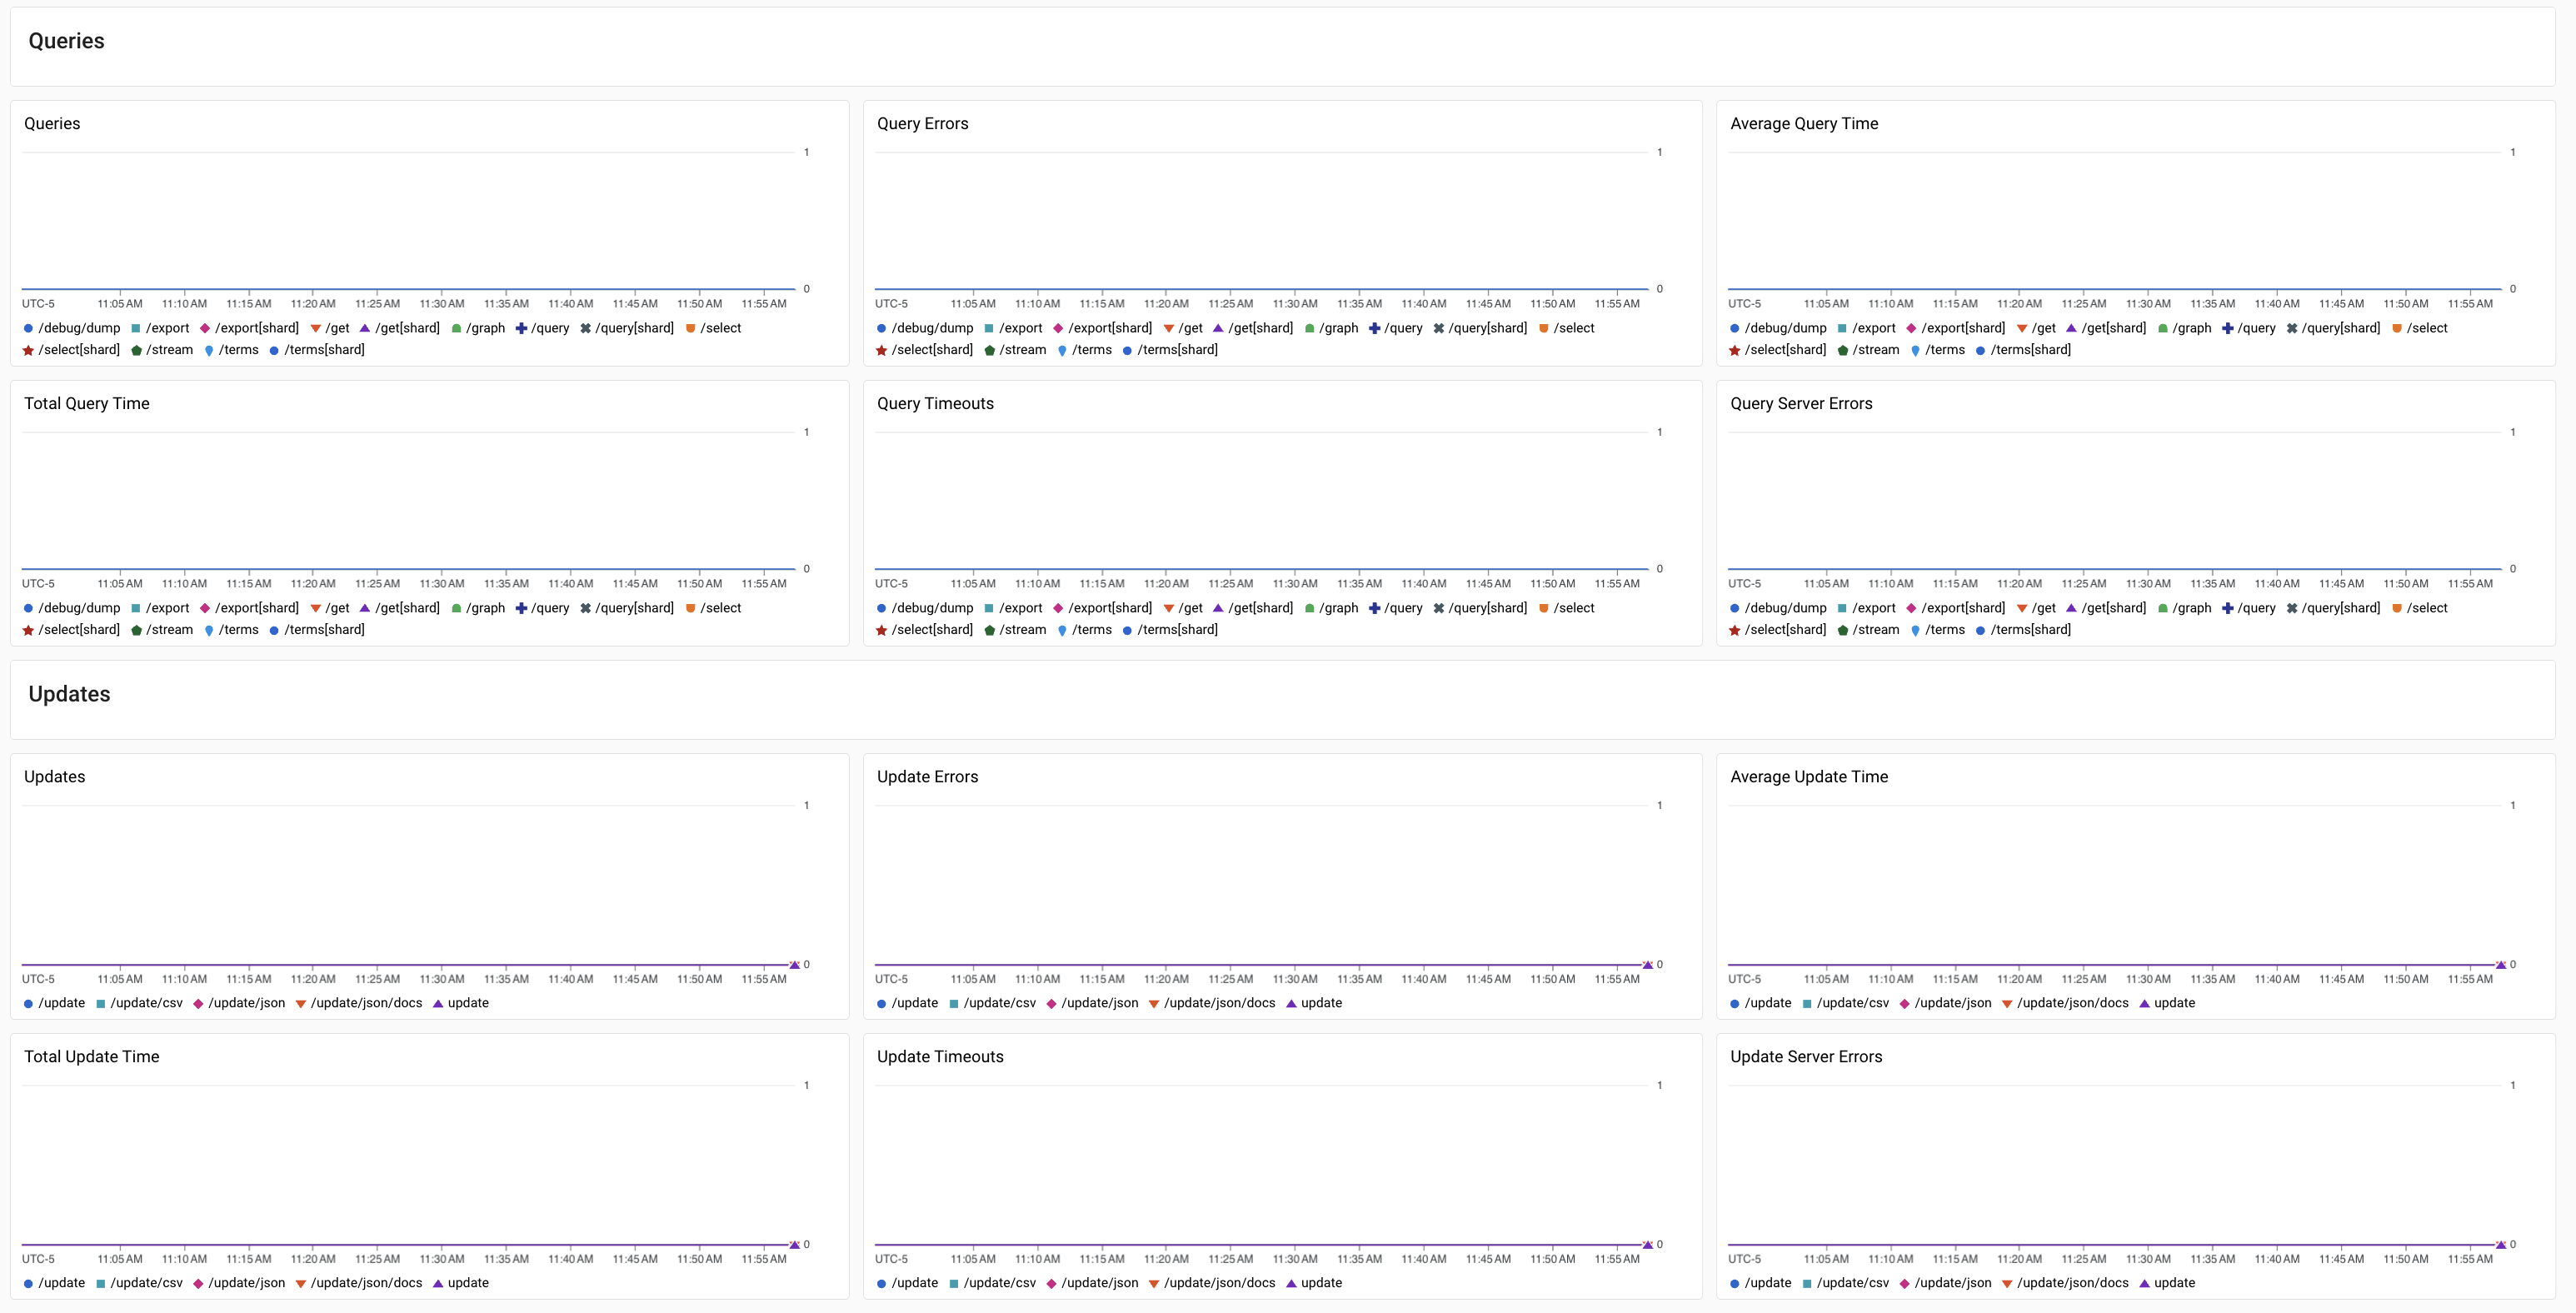 Queries
Queries
1
0
UTC-5 11:05 AM 11:10 AM 11:15 AM 11:20 AM 11:25 AM 11:30 AM 11:35 AM 11:40 AM 11:45 AM 11:50 AM 11:55 AM
/debug/dump /export /export[shard] /get /get[shard] /graph /query /query[shard] /select
/select[shard] /stream /terms /terms[shard]
Query Errors
1
0
UTC-5 11:05 AM 11:10 AM 11:15 AM 11:20 AM 11:25 AM 11:30 AM 11:35 AM 11:40 AM 11:45 AM 11:50 AM 11:55 AM
/debug/dump /export /export[shard] /get /get[shard] /graph /query /query[shard] /select
/select[shard] /stream /terms /terms[shard]
Average Query Time
1
0
UTC-5 11:05 AM 11:10 AM 11:15 AM 11:20 AM 11:25 AM 11:30 AM 11:35 AM 11:40 AM 11:45 AM 11:50 AM 11:55 AM
/debug/dump /export /export[shard] /get /get[shard] /graph /query /query[shard] /select
/select[shard] /stream /terms /terms[shard]
Total Query Time
1
0
UTC-5 11:05 AM 11:10 AM 11:15 AM 11:20 AM 11:25 AM 11:30 AM 11:35 AM 11:40 AM 11:45 AM 11:50 AM 11:55 AM
/debug/dump /export /export[shard] /get /get[shard] /graph /query /query[shard] /select
/select[shard] /stream /terms /terms[shard]
Query Timeouts
1
0
UTC-5 11:05 AM 11:10 AM 11:15 AM 11:20 AM 11:25 AM 11:30 AM 11:35 AM 11:40 AM 11:45 AM 11:50 AM 11:55 AM
/debug/dump /export /export[shard] /get /get[shard] /graph /query /query[shard] /select
/select[shard] /stream /terms /terms[shard]
Query Server Errors
1
0
UTC-5 11:05 AM 11:10 AM 11:15 AM 11:20 AM 11:25 AM 11:30 AM 11:35 AM 11:40 AM 11:45 AM 11:50 AM 11:55 AM
/debug/dump /export /export[shard] /get /get[shard] /graph /query /query[shard] /select
/select[shard] /stream /terms /terms[shard]
Updates
Updates
1
0
UTC-5 11:05 AM 11:10 AM 11:15 AM 11:20 AM 11:25 AM 11:30 AM 11:35 AM 11:40 AM 11:45 AM 11:50 AM 11:55 AM
/update /update/csv /update/json /update/json/docs update
Update Errors
1
0
UTC-5 11:05 AM 11:10 AM 11:15 AM 11:20 AM 11:25 AM 11:30 AM 11:35 AM 11:40 AM 11:45 AM 11:50 AM 11:55 AM
/update /update/csv /update/json /update/json/docs update
Average Update Time
1
0
UTC-5 11:05 AM 11:10 AM 11:15 AM 11:20 AM 11:25 AM 11:30 AM 11:35 AM 11:40 AM 11:45 AM 11:50 AM 11:55 AM
/update /update/csv /update/json /update/json/docs update
Total Update Time
1
0
UTC-5 11:05 AM 11:10 AM 11:15 AM 11:20 AM 11:25 AM 11:30 AM 11:35 AM 11:40 AM 11:45 AM 11:50 AM 11:55 AM
/update /update/csv /update/json /update/json/docs update
Update Timeouts
1
0
UTC-5 11:05 AM 11:10 AM 11:15 AM 11:20 AM 11:25 AM 11:30 AM 11:35 AM 11:40 AM 11:45 AM 11:50 AM 11:55 AM
/update /update/csv /update/json /update/json/docs update
Update Server Errors
1
0
UTC-5 11:05 AM 11:10 AM 11:15 AM 11:20 AM 11:25 AM 11:30 AM 11:35 AM 11:40 AM 11:45 AM 11:50 AM 11:55 AM
/update /update/csv /update/json /update/json/docs update